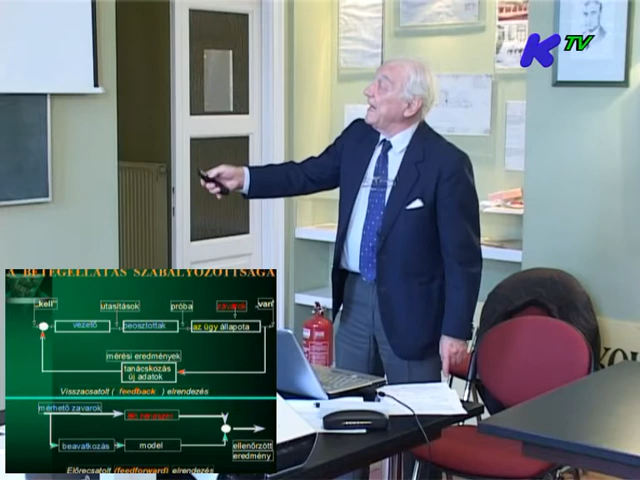 K TV
A BETEGELLÁTÁS SZABÁLYOZOTTSÁGA
„kell"
utasítások
próba
zavarok
„van"
vezető
beosztottak
az ügy állapota
mérési eredmények
tanácskozás
új adatok
Visszacsatolt ( feedback ) elrendezés
mérhető zavarok
beavatkozás
model
ellenőrzött
eredmény
Előrecsatolt (feedforward) elrendezés